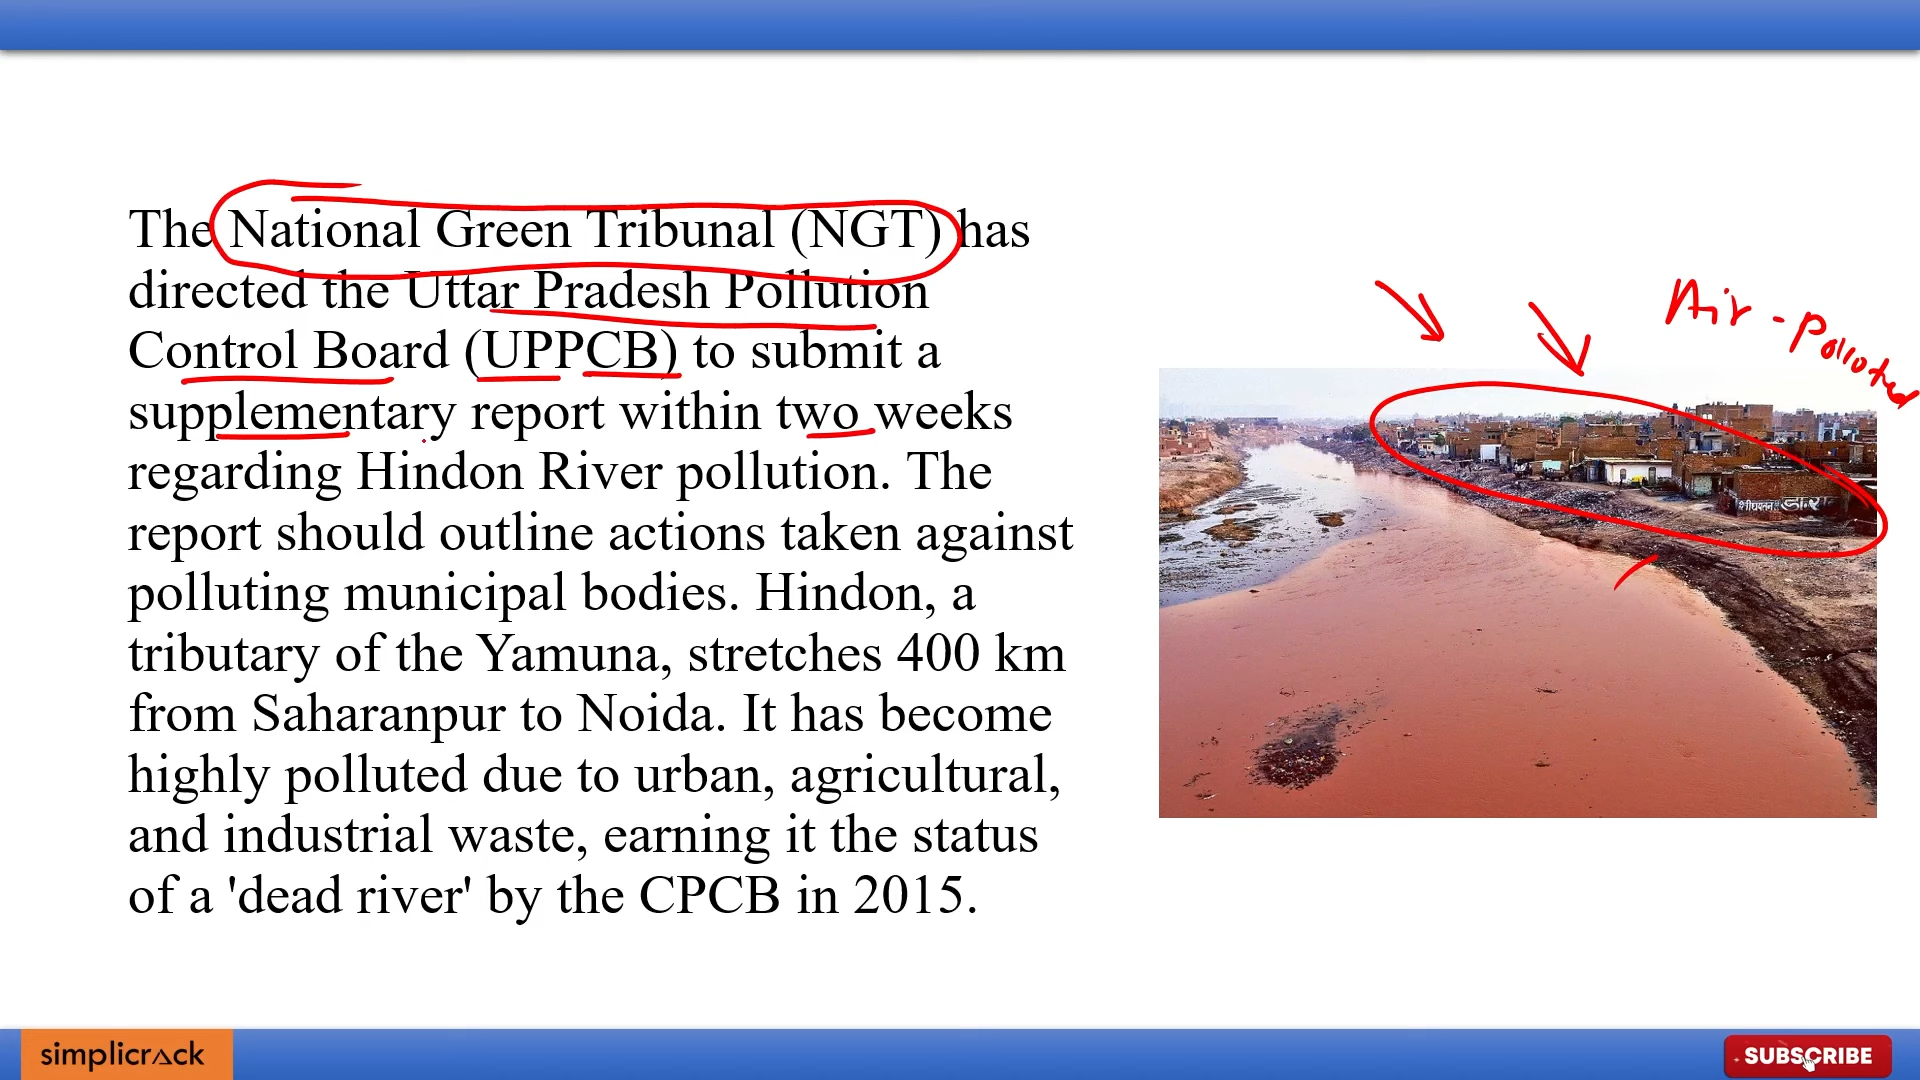 The National Green Tribunal (NGT) has
directed the Uttar Pradesh Pollution
Control Board (UPPCB) to submit a
supplementary report within two weeks
regarding Hindon River pollution. The
report should outline actions taken against
polluting municipal bodies. Hindon, a
tributary of the Yamuna, stretches 400 km
from Saharanpur to Noida. It has become
highly polluted due to urban, agricultural,
and industrial waste, earning it the status
of a 'dead river' by the CPCB in 2015.
Air - Polluted
simplicrack
SUBSCRIBE